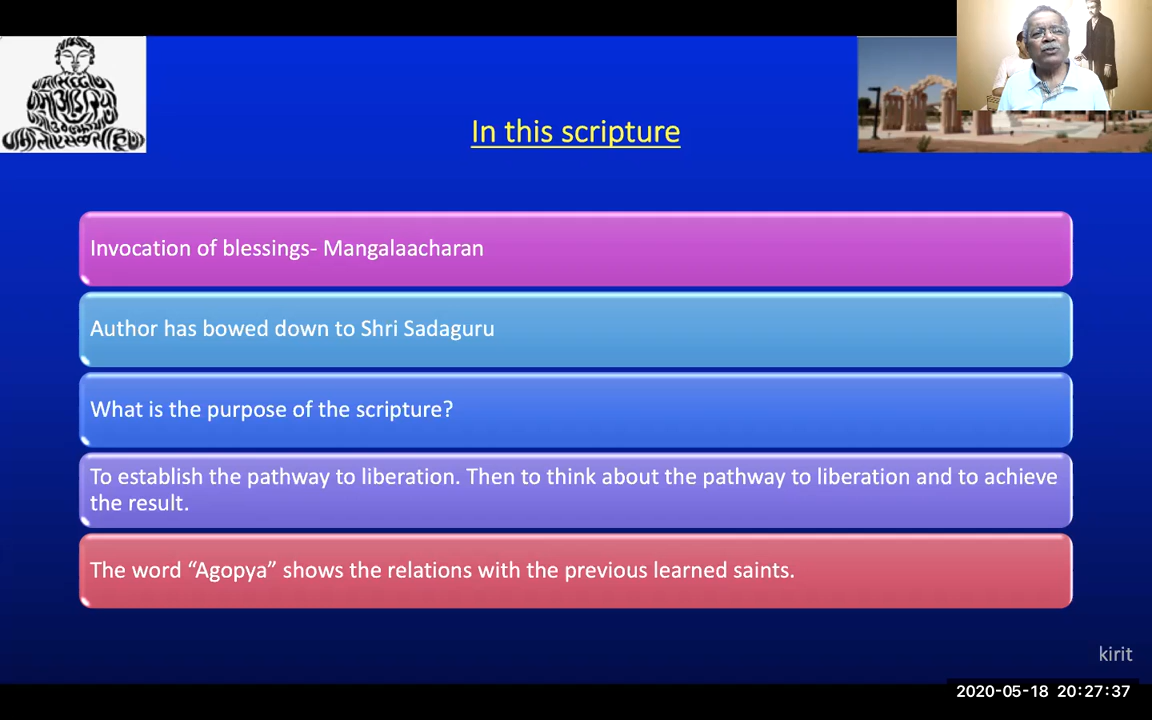 In this scripture
Invocation of blessings- Mangalaacharan
Author has bowed down to Shri Sadaguru
What is the purpose of the scripture?
To establish the pathway to liberation. Then to think about the pathway to liberation and to achieve
the result.
The word “Agopya” shows the relations with the previous learned saints.
kirit
2020-05-18 20:27:37